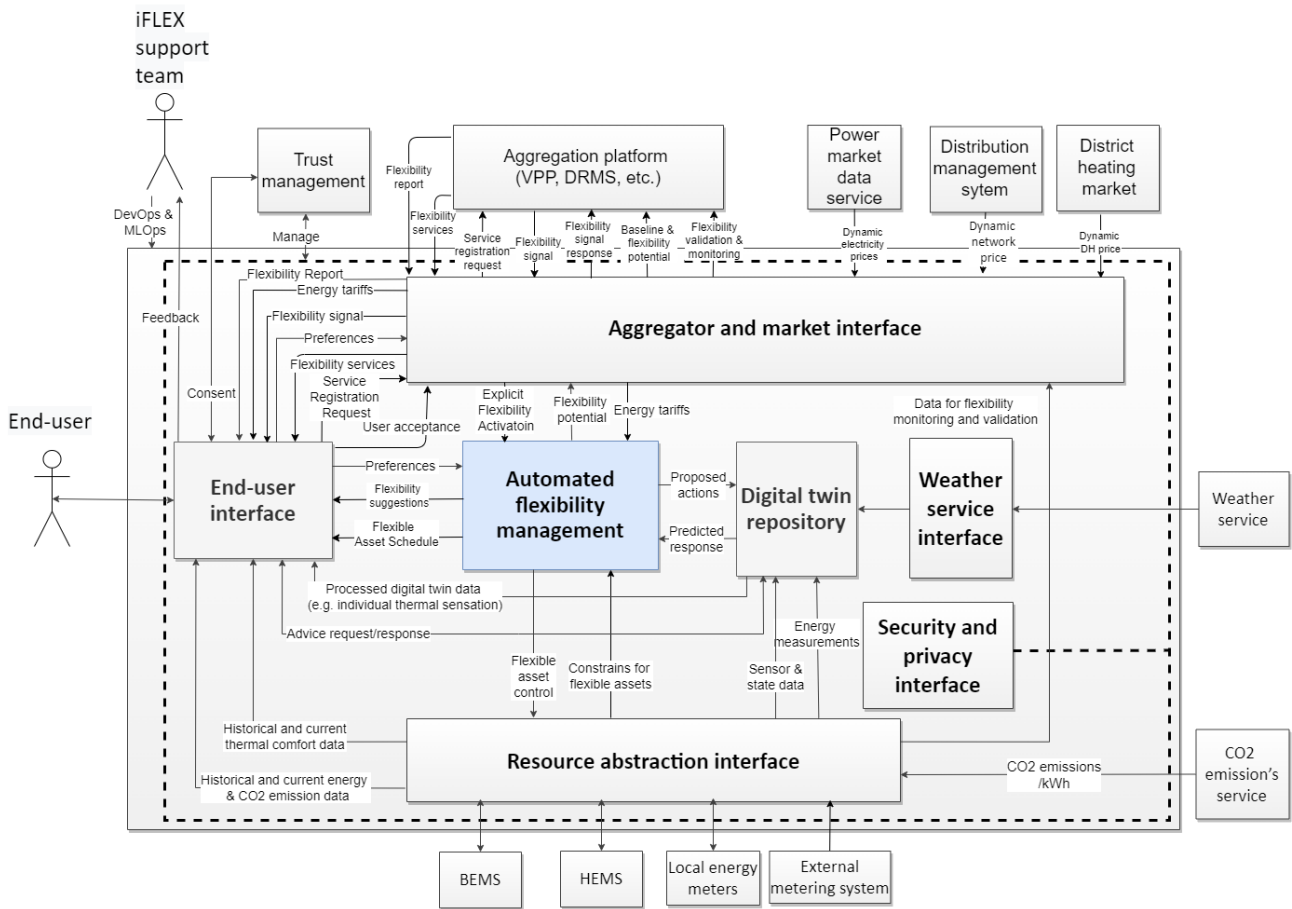 iFLEX
support
team
Trust
management
Aggregation platform
(VPP, DRMS, etc.)
Power
market
data
service
Distribution
management
sytem
District
heating
market
Flexibility
report
DevOps &
MLOps
Manage
Flexibility
services
Service
registration
request
Flexibility
signal
Flexibility
signal
response
Baseline &
flexibility
potential
Flexibility
validation &
monitoring
Dynamic
electricity
prices
Dynamic
network
price
Dynamic
DH price
Flexibility Report
Energy tariffs
Feedback
Flexibility signal
Preferences
Aggregator and market interface
Flexibility services
Service
Registration
Request
Consent
User acceptance
Explicit
Flexibility
Activatoin
Flexibility
potential
Energy tariffs
Data for flexibility
monitoring and validation
End-user
End-user
interface
Preferences
Flexibility
suggestions
Flexible
Asset Schedule
Automated
flexibility
management
Proposed
actions
Predicted
response
Digital twin
repository
Weather
service
interface
Weather
service
Processed digital twin data
(e.g. individual thermal sensation)
Advice request/response
Flexible
asset
control
Constrains for
flexible assets
Energy
measurements
Sensor &
state data
Security and
privacy
interface
Historical and current
thermal comfort data
Historical and current energy
& CO2 emission data
Resource abstraction interface
CO2 emissions
/kWh
CO2
emission's
service
BEMS
HEMS
Local energy
meters
External
metering system